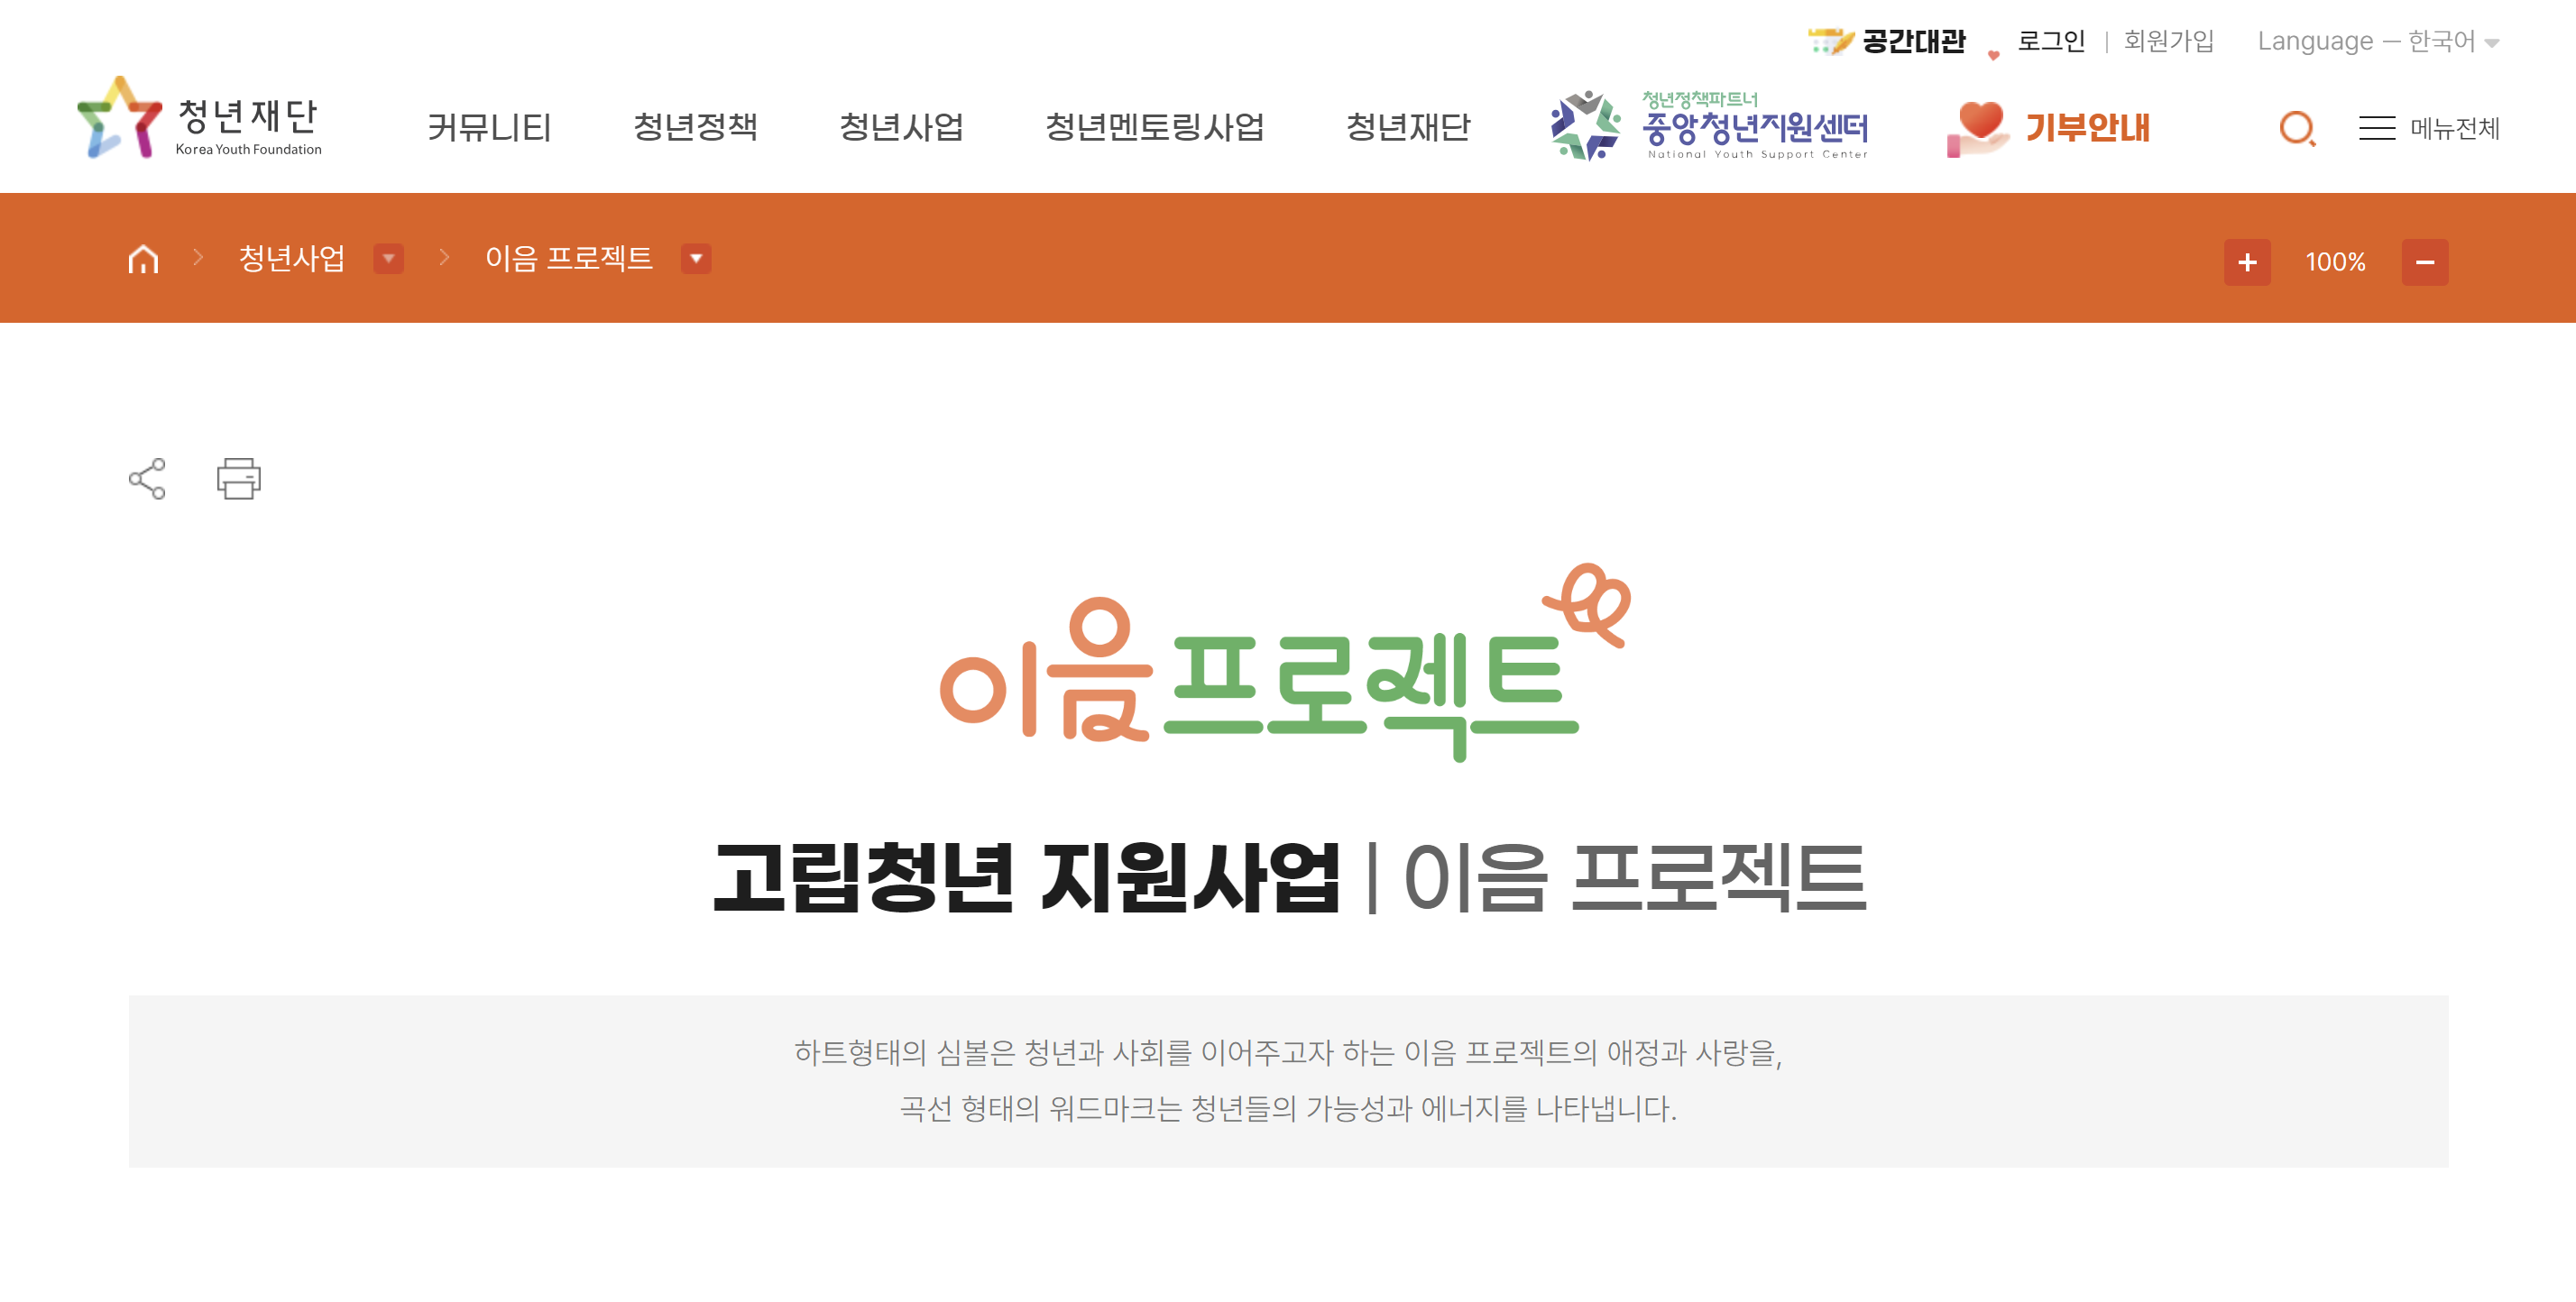 공간대관 로그인 회원가입 Language — 한국어
청년재단
Korea Youth Foundation
커뮤니티 청년정책 청년사업 청년멘토링사업 청년재단
청년정책파트너
중앙청년지원센터
National Youth Support Center
기부안내 메뉴전체
청년사업 이음 프로젝트 + 100% −
이음프로젝트
고립청년 지원사업 | 이음 프로젝트
하트형태의 심볼은 청년과 사회를 이어주고자 하는 이음 프로젝트의 애정과 사랑을,
곡선 형태의 워드마크는 청년들의 가능성과 에너지를 나타냅니다.